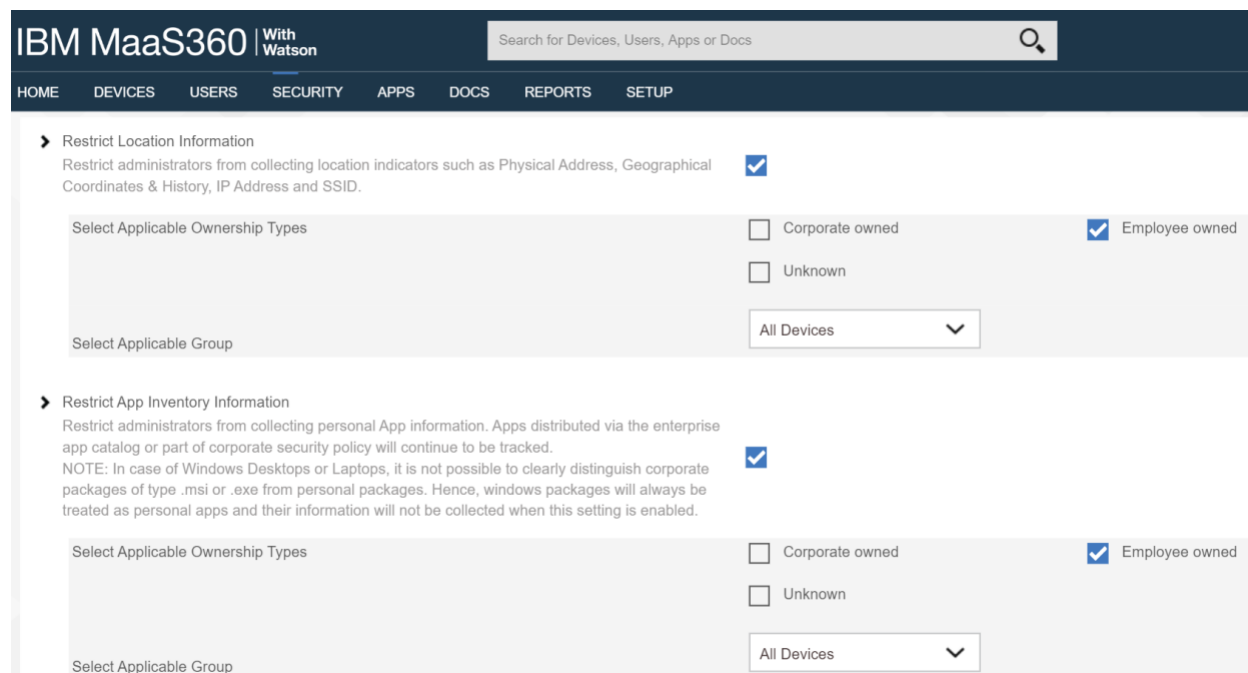 IBM MaaS360 | With Watson
Search for Devices, Users, Apps or Docs
HOME DEVICES USERS SECURITY APPS DOCS REPORTS SETUP
Restrict Location Information
Restrict administrators from collecting location indicators such as Physical Address, Geographical
Coordinates & History, IP Address and SSID.
Select Applicable Ownership Types
Corporate owned
Employee owned
Unknown
All Devices
Select Applicable Group
Restrict App Inventory Information
Restrict administrators from collecting personal App information. Apps distributed via the enterprise
app catalog or part of corporate security policy will continue to be tracked.
NOTE: In case of Windows Desktops or Laptops, it is not possible to clearly distinguish corporate
packages of type .msi or .exe from personal packages. Hence, windows packages will always be
treated as personal apps and their information will not be collected when this setting is enabled.
Select Applicable Ownership Types
Corporate owned
Employee owned
Unknown
All Devices
Select Applicable Group